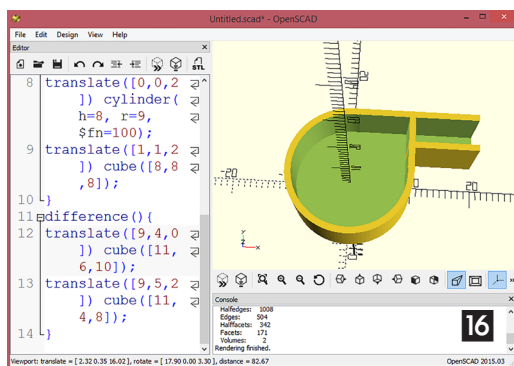 Untitled.scad* - OpenSCAD
File Edit Design View Help
Editor
STL
8 translate([0,0,2
]) cylinder(
h=8, r=9,
$fn=100);
9 translate([1,1,2
]) cube([8,8
,8]);
10 }
11 difference(){
12 translate([9,4,0
]) cube([11,
6,10]);
13 translate([9,5,2
]) cube([11,
4,8]);
14 }
-20
20
z
x
Console
Halfedges: 1008
Edges: 504
Halffacets: 342
Facets: 171
Volumes: 2
Rendering finished.
16
Viewport: translate = [ 2.32 0.35 16.02 ], rotate = [ 17.90 0.00 3.30 ], distance = 82.67
OpenSCAD 2015.03